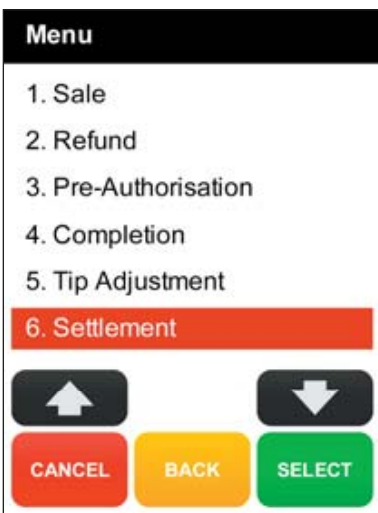 Menu
1. Sale
2. Refund
3. Pre-Authorisation
4. Completion
5. Tip Adjustment
6. Settlement
CANCEL BACK SELECT